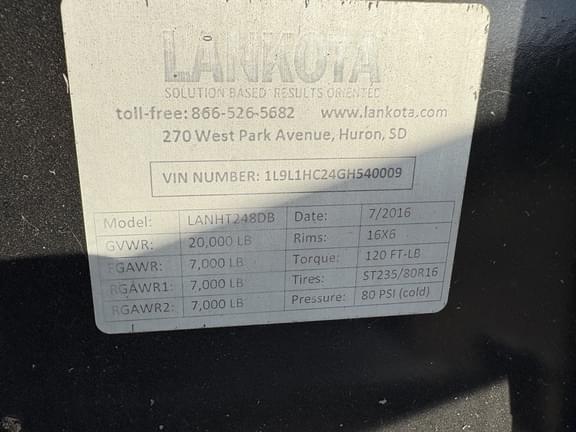 LANKOTA
SOLUTION BASED RESULTS ORIENTED
toll-free: 866-526-5682 www.lankota.com
270 West Park Avenue, Huron, SD
VIN NUMBER: 1L9L1HC24GH540009
Model: LANHT248DB Date: 7/2016
GVWR: 20,000 LB Rims: 16X6
FGAWR: 7,000 LB Torque: 120 FT-LB
RGAWR1: 7,000 LB Tires: ST235/80R16
RGAWR2: 7,000 LB Pressure: 80 PSI (cold)